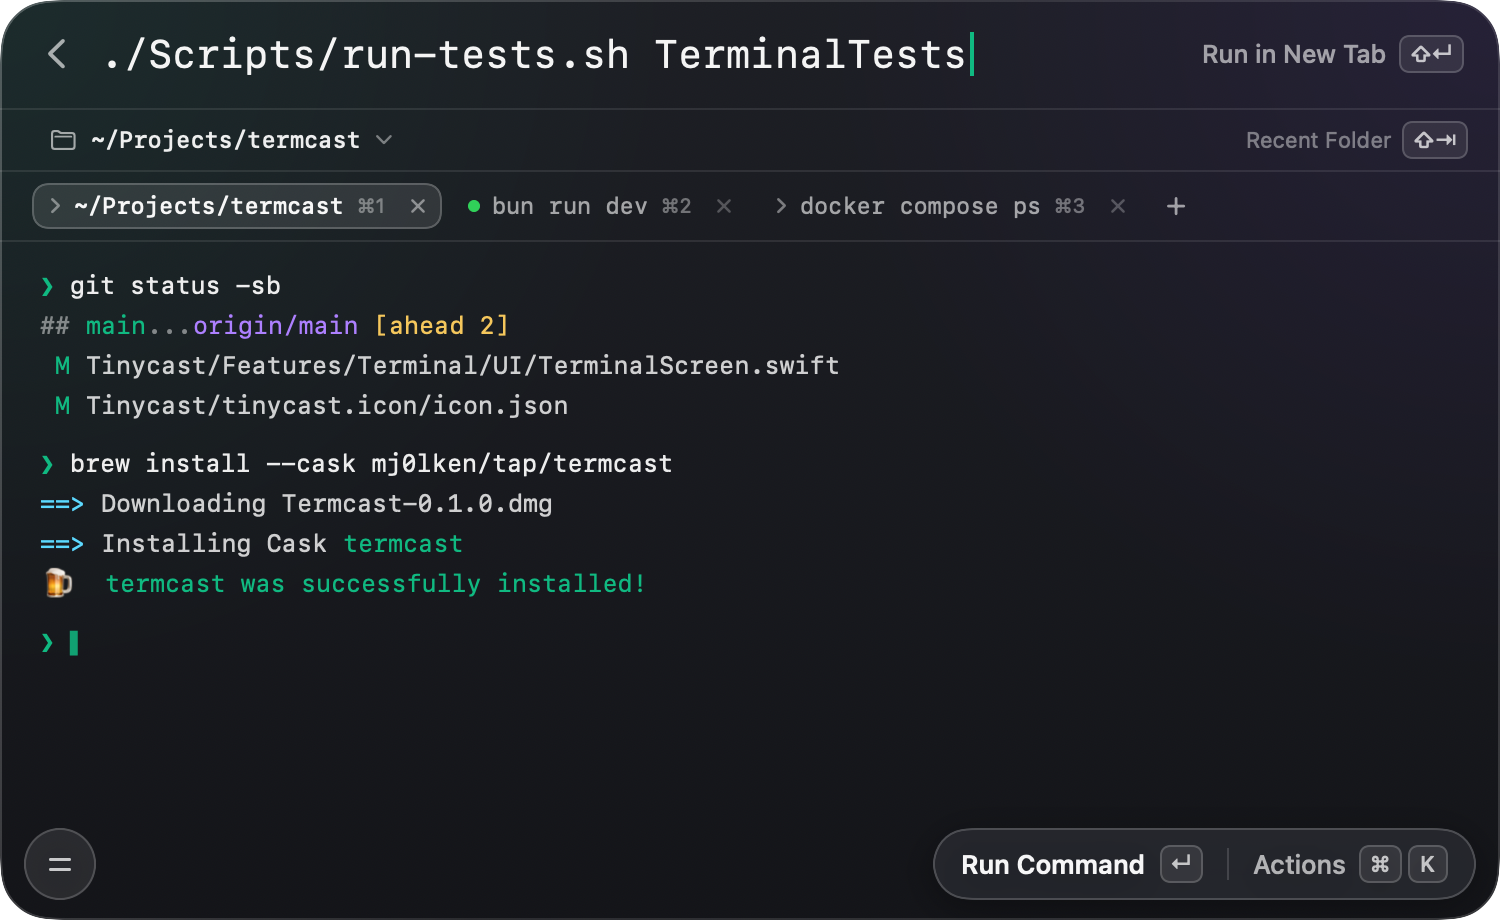 ./Scripts/run-tests.sh TerminalTests Run in New Tab ⇧↵
~/Projects/termcast Recent Folder ⇧⇥
~/Projects/termcast ⌘1 × bun run dev ⌘2 × docker compose ps ⌘3 × +
❯ git status -sb
## main...origin/main [ahead 2]
M Tinycast/Features/Terminal/UI/TerminalScreen.swift
M Tinycast/tinycast.icon/icon.json
❯ brew install --cask mj0lken/tap/termcast
==> Downloading Termcast-0.1.0.dmg
==> Installing Cask termcast
🍺 termcast was successfully installed!
❯
Run Command ↵ Actions ⌘ K